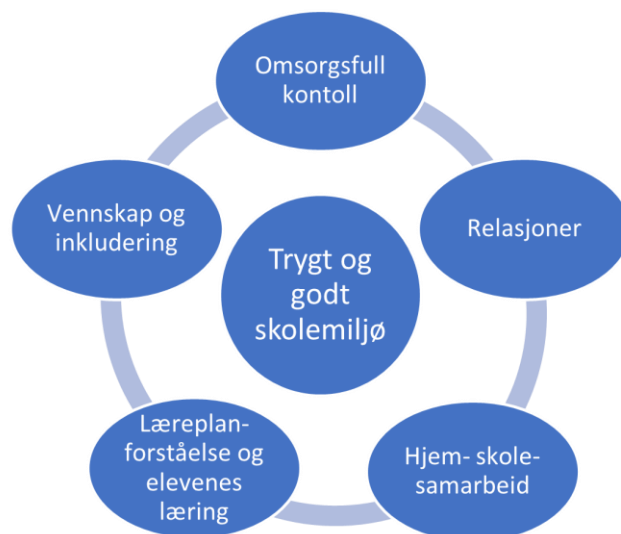 Omsorgsfull
kontoll
Vennskap og
inkludering
Relasjoner
Trygt og
godt
skolemiljø
Læreplan-
forståelse og
elevenes
læring
Hjem- skole-
samarbeid